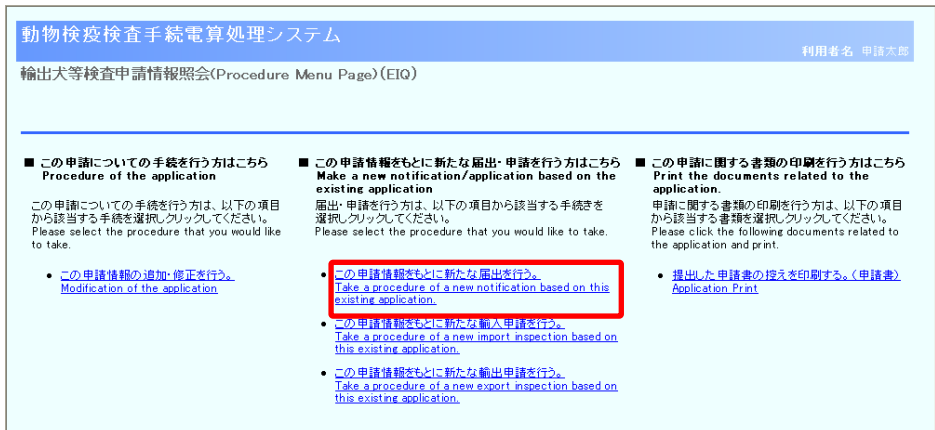 動物検疫検査手続電算処理システム
利用者名 申請太郎
輸出犬等検査申請情報照会(Procedure Menu Page)(EIQ)
■ この申請についての手続を行う方はこちら
Procedure of the application
この申請についての手続を行う方は、以下の項目
から該当する手続を選択しクリックしてください。
Please select the procedure that you would like
to take.
• この申請情報の追加・修正を行う。
Modification of the application
■ この申請情報をもとに新たな届出・申請を行う方はこちら
Make a new notification/application based on the
existing application
届出・申請を行う方は、以下の項目から該当する手続きを
選択しクリックしてください。
Please select the procedure that you would like to take.
• この申請情報をもとに新たな届出を行う。
Take a procedure of a new notification based on this
existing application.
• この申請情報をもとに新たな輸入申請を行う。
Take a procedure of a new import inspection based on
this existing application.
• この申請情報をもとに新たな輸出申請を行う。
Take a procedure of a new export inspection based on
this existing application.
■ この申請に関する書類の印刷を行う方はこちら
Print the documents related to the
application.
申請に関する書類の印刷を行う方は、以下の項目
から該当する書類を選択しクリックしてください。
Please click the following documents related to
the application and print.
• 提出した申請書の控えを印刷する。(申請書)
Application Print